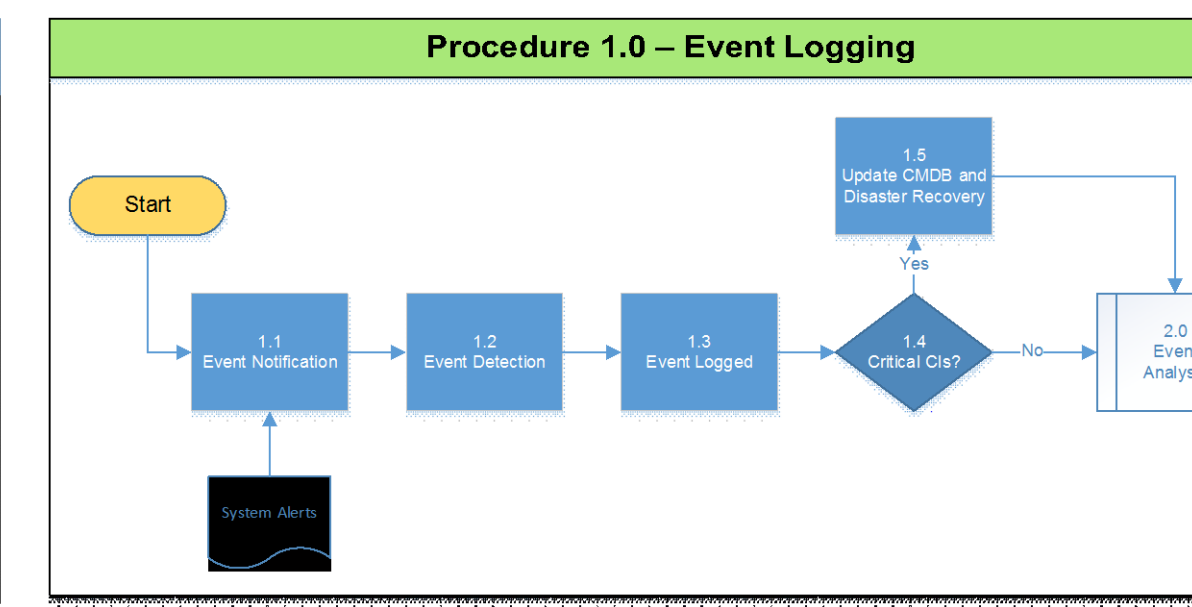 Procedure 1.0 – Event Logging
Start
1.1
Event Notification
1.2
Event Detection
1.3
Event Logged
1.4
Critical CIs?
Yes
1.5
Update CMDB and
Disaster Recovery
No
2.0
System Alerts